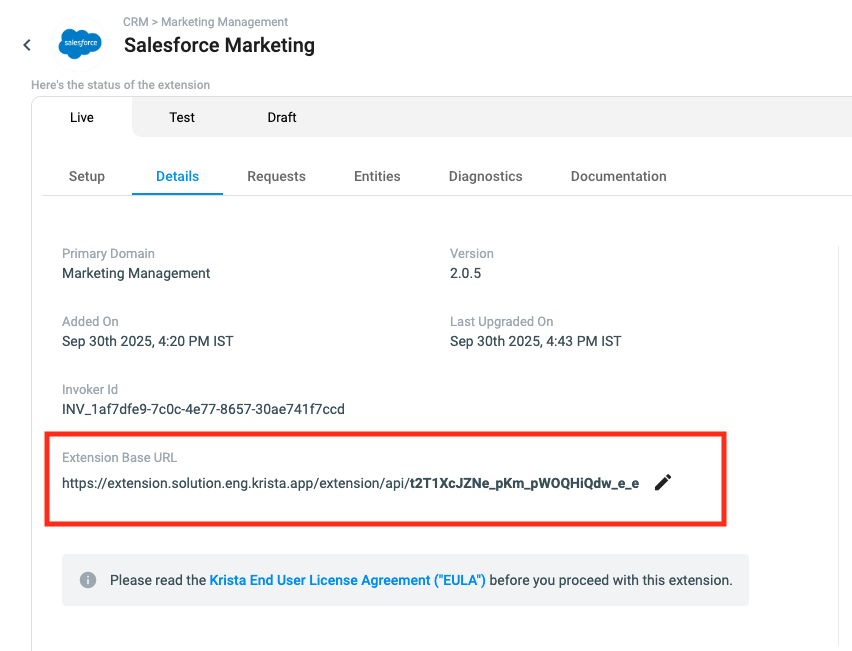 CRM > Marketing Management
salesforce
Salesforce Marketing
Here's the status of the extension
Live Test Draft
Setup Details Requests Entities Diagnostics Documentation
Primary Domain Version
Marketing Management 2.0.5
Added On Last Upgraded On
Sep 30th 2025, 4:20 PM IST Sep 30th 2025, 4:43 PM IST
Invoker Id
INV_1af7dfe9-7c0c-4e77-8657-30ae741f7ccd
Extension Base URL
https://extension.solution.eng.krista.app/extension/api/t2T1XcJZNe_pKm_pWOQHiQdw_e_e
Please read the Krista End User License Agreement ("EULA") before you proceed with this extension.